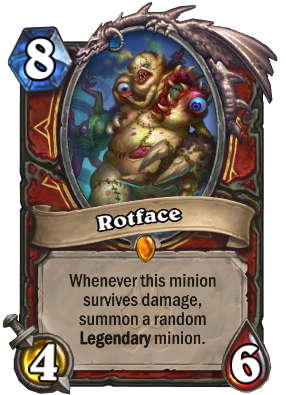 8
Rotface
Whenever this minion
survives damage,
summon a random
Legendary minion.
4
6